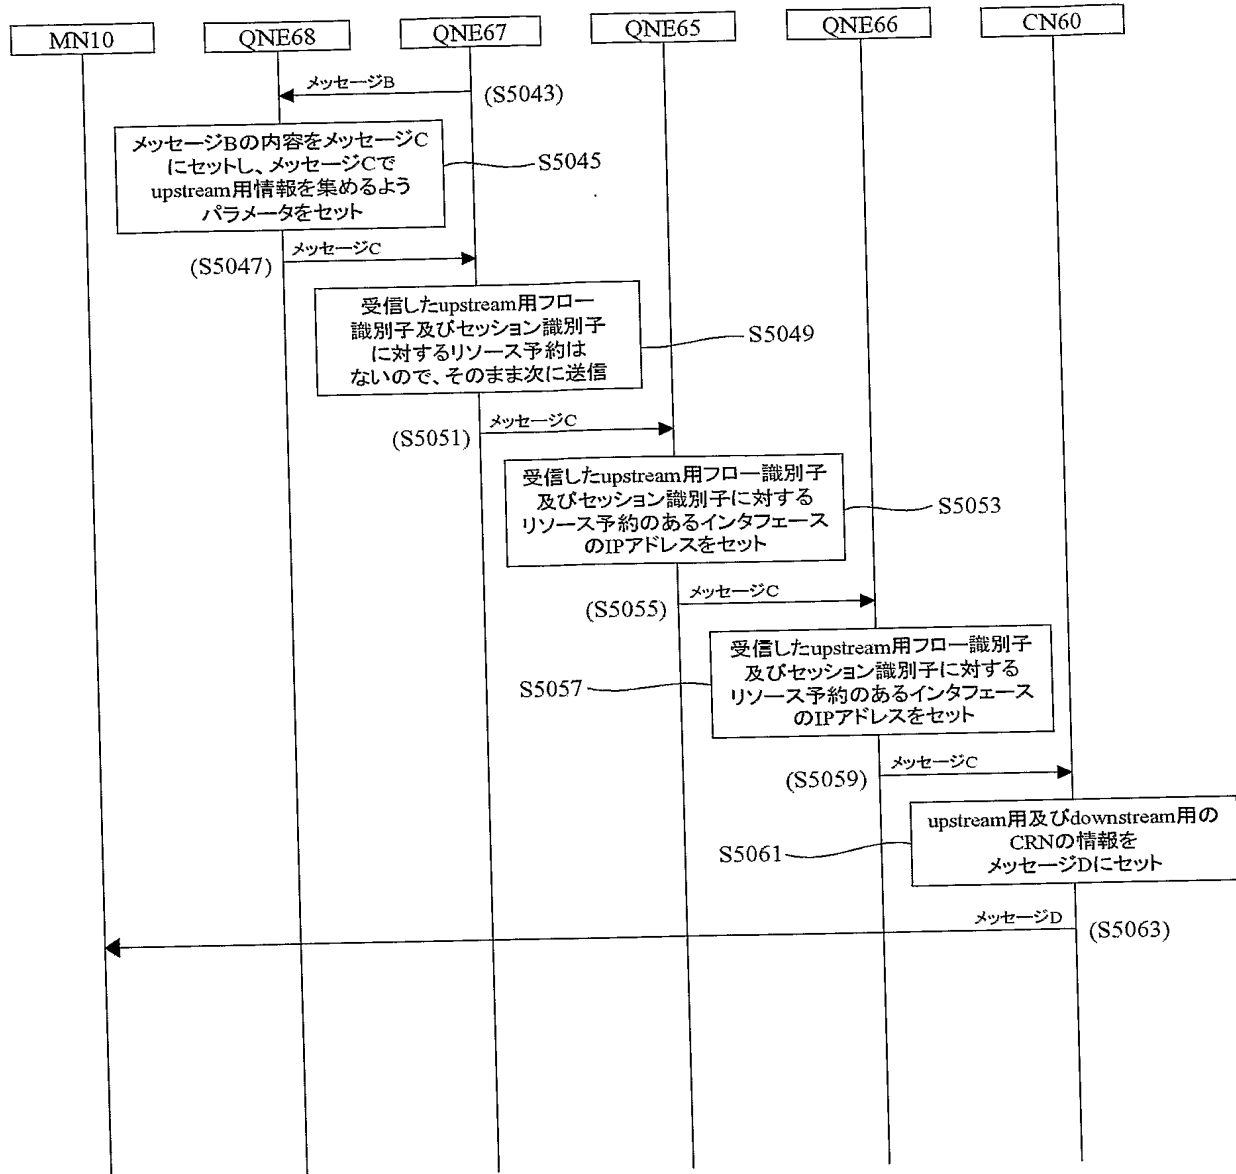 MN10
QNE68
QNE67
QNE65
QNE66
CN60
メッセージB
(S5043)
メッセージBの内容をメッセージC
にセットし、メッセージCで
upstream用情報を集めるよう
パラメータをセット
S5045
メッセージC
(S5047)
受信したupstream用フロー
識別子及びセッション識別子
に対するリソース予約は
ないので、そのまま次に送信
S5049
メッセージC
(S5051)
受信したupstream用フロー識別子
及びセッション識別子に対する
リソース予約のあるインタフェース
のIPアドレスをセット
S5053
メッセージC
(S5055)
受信したupstream用フロー識別子
及びセッション識別子に対する
リソース予約のあるインタフェース
のIPアドレスをセット
S5057
メッセージC
(S5059)
upstream用及びdownstream用の
CRNの情報を
メッセージDにセット
S5061
メッセージD
(S5063)